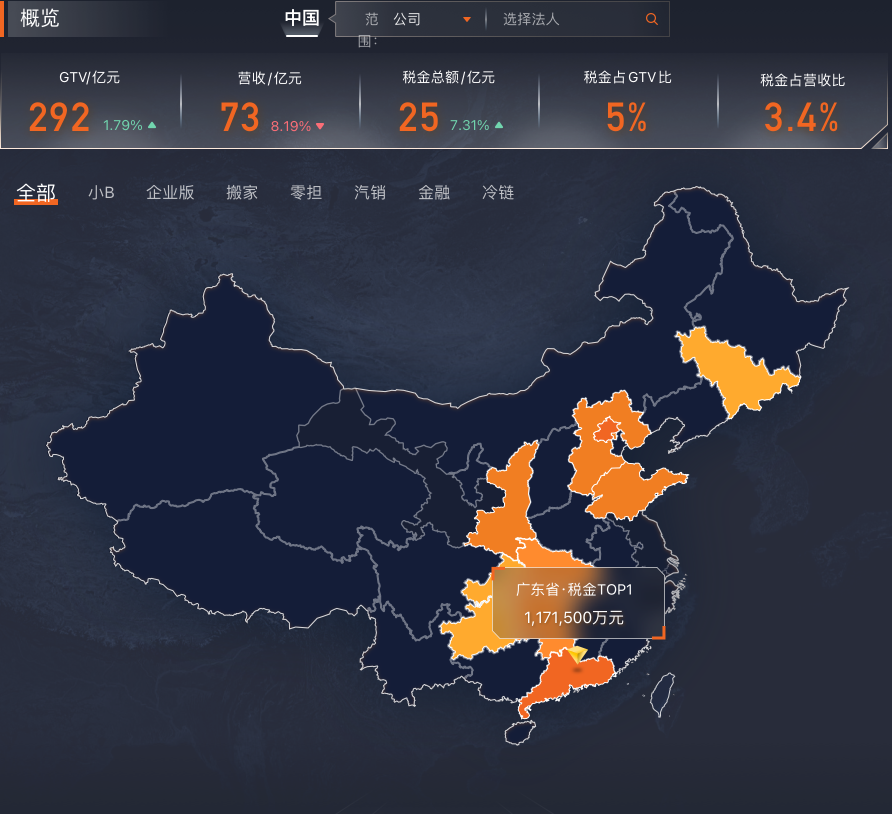 概览
中国
范围：
公司
选择法人
GTV/亿元
292 1.79%
营收/亿元
73 8.19%
税金总额/亿元
25 7.31%
税金占GTV比
5%
税金占营收比
3.4%
全部 小B 企业版 搬家 零担 汽销 金融 冷链
广东省·税金TOP1
1,171,500万元